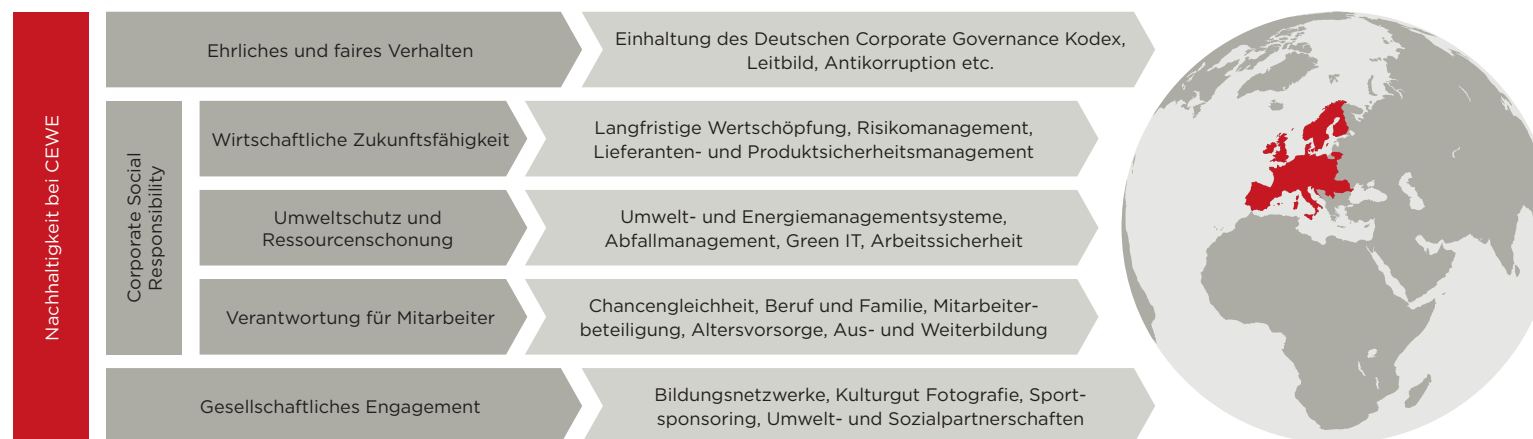 Nachhaltigkeit bei CEWE
Ehrliches und faires Verhalten
Einhaltung des Deutschen Corporate Governance Kodex,
Leitbild, Antikorruption etc.
Corporate Social
Responsibility
Wirtschaftliche Zukunftsfähigkeit
Langfristige Wertschöpfung, Risikomanagement,
Lieferanten- und Produktsicherheitsmanagement
Umweltschutz und
Ressourcenschonung
Umwelt- und Energiemanagementsysteme,
Abfallmanagement, Green IT, Arbeitssicherheit
Verantwortung für Mitarbeiter
Chancengleichheit, Beruf und Familie, Mitarbeiter-
beteiligung, Altersvorsorge, Aus- und Weiterbildung
Gesellschaftliches Engagement
Bildungsnetzwerke, Kulturgut Fotografie, Sport-
sponsoring, Umwelt- und Sozialpartnerschaften